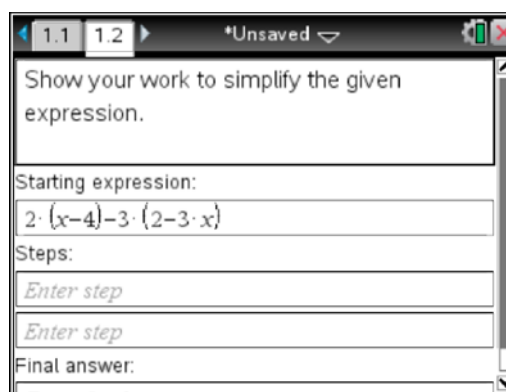 1.1 1.2 *Unsaved
Show your work to simplify the given
expression.
Starting expression:
2·(x−4)−3·(2−3·x)
Steps:
Enter step
Enter step
Final answer: